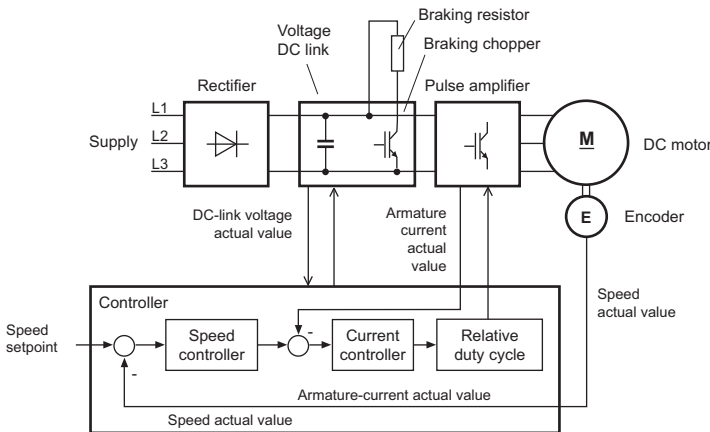 Braking resistor
Voltage
DC link
Braking chopper
Rectifier
Pulse amplifier
L1
Supply
L2
L3
M
DC motor
E
Encoder
DC-link voltage
actual value
Armature
current
actual
value
Speed
actual value
Controller
Speed
setpoint
-
Speed
controller
-
Current
controller
Relative
duty cycle
Armature-current actual value
Speed actual value